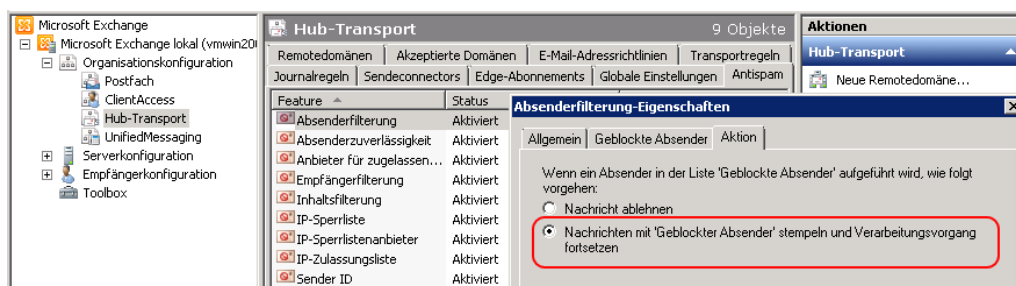 Microsoft Exchange
Microsoft Exchange lokal (vmwin20
Organisationskonfiguration
Postfach
ClientAccess
Hub-Transport
UnifiedMessaging
Serverkonfiguration
Empfängerkonfiguration
Toolbox
Hub-Transport 9 Objekte
Remotedomänen Akzeptierte Domänen E-Mail-Adressrichtlinien Transportregeln
Journalregeln Sendeconnectors Edge-Abonnements Globale Einstellungen Antispam
Feature Status
Absenderfilterung Aktiviert
Absenderzuverlässigkeit Aktiviert
Anbieter für zugelassen... Aktiviert
Empfängerfilterung Aktiviert
Inhaltsfilterung Aktiviert
IP-Sperrliste Aktiviert
IP-Sperrlistenanbieter Aktiviert
IP-Zulassungsliste Aktiviert
Sender ID Aktiviert
Aktionen
Hub-Transport
Neue Remotedomäne...
Absenderfilterung-Eigenschaften
Allgemein Geblockte Absender Aktion
Wenn ein Absender in der Liste 'Geblockte Absender' aufgeführt wird, wie folgt
vorgehen:
Nachricht ablehnen
Nachrichten mit 'Geblockter Absender' stempeln und Verarbeitungsvorgang
fortsetzen